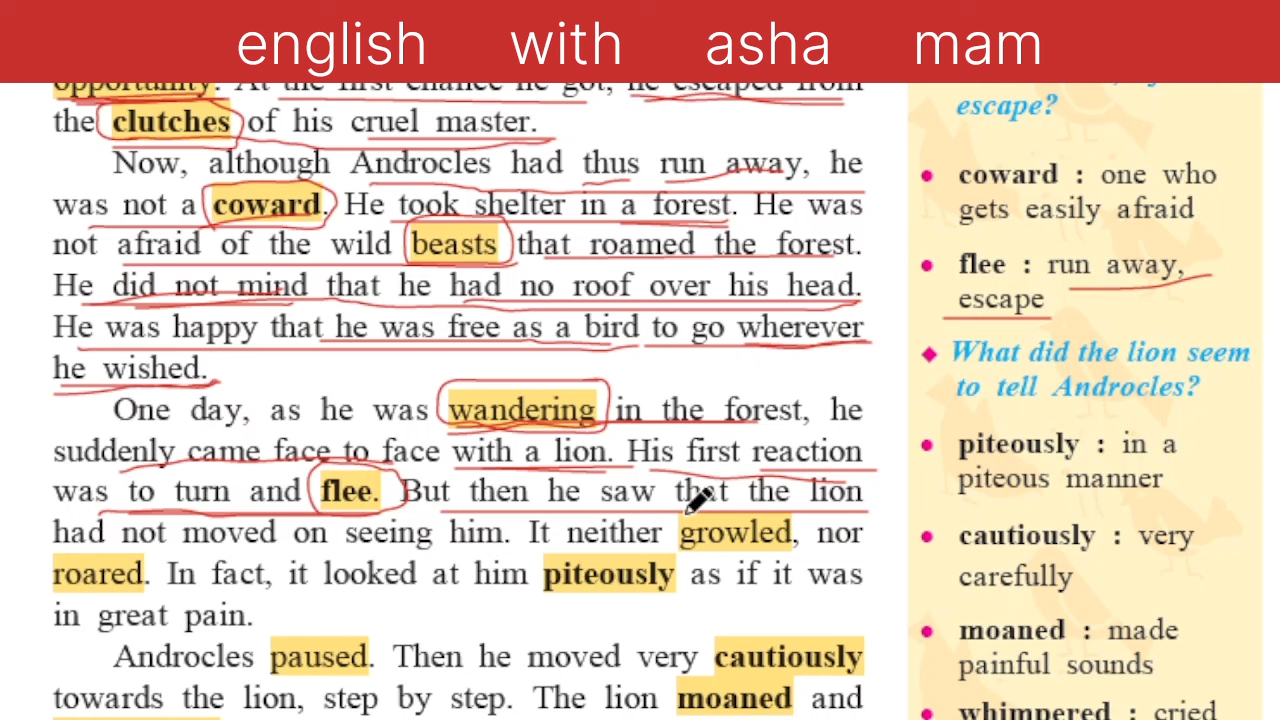 english with asha mam
opportunity. At the first chance he got, he escaped from
the clutches of his cruel master.
Now, although Androcles had thus run away, he
was not a coward. He took shelter in a forest. He was
not afraid of the wild beasts that roamed the forest.
He did not mind that he had no roof over his head.
He was happy that he was free as a bird to go wherever
he wished.
One day, as he was wandering in the forest, he
suddenly came face to face with a lion. His first reaction
was to turn and flee. But then he saw that the lion
had not moved on seeing him. It neither growled, nor
roared. In fact, it looked at him piteously as if it was
in great pain.
Androcles paused. Then he moved very cautiously
towards the lion, step by step. The lion moaned and
escape?
• coward : one who
gets easily afraid
• flee : run away,
escape
◆ What did the lion seem
to tell Androcles?
• piteously : in a
piteous manner
• cautiously : very
carefully
• moaned : made
painful sounds
• whimpered : cried